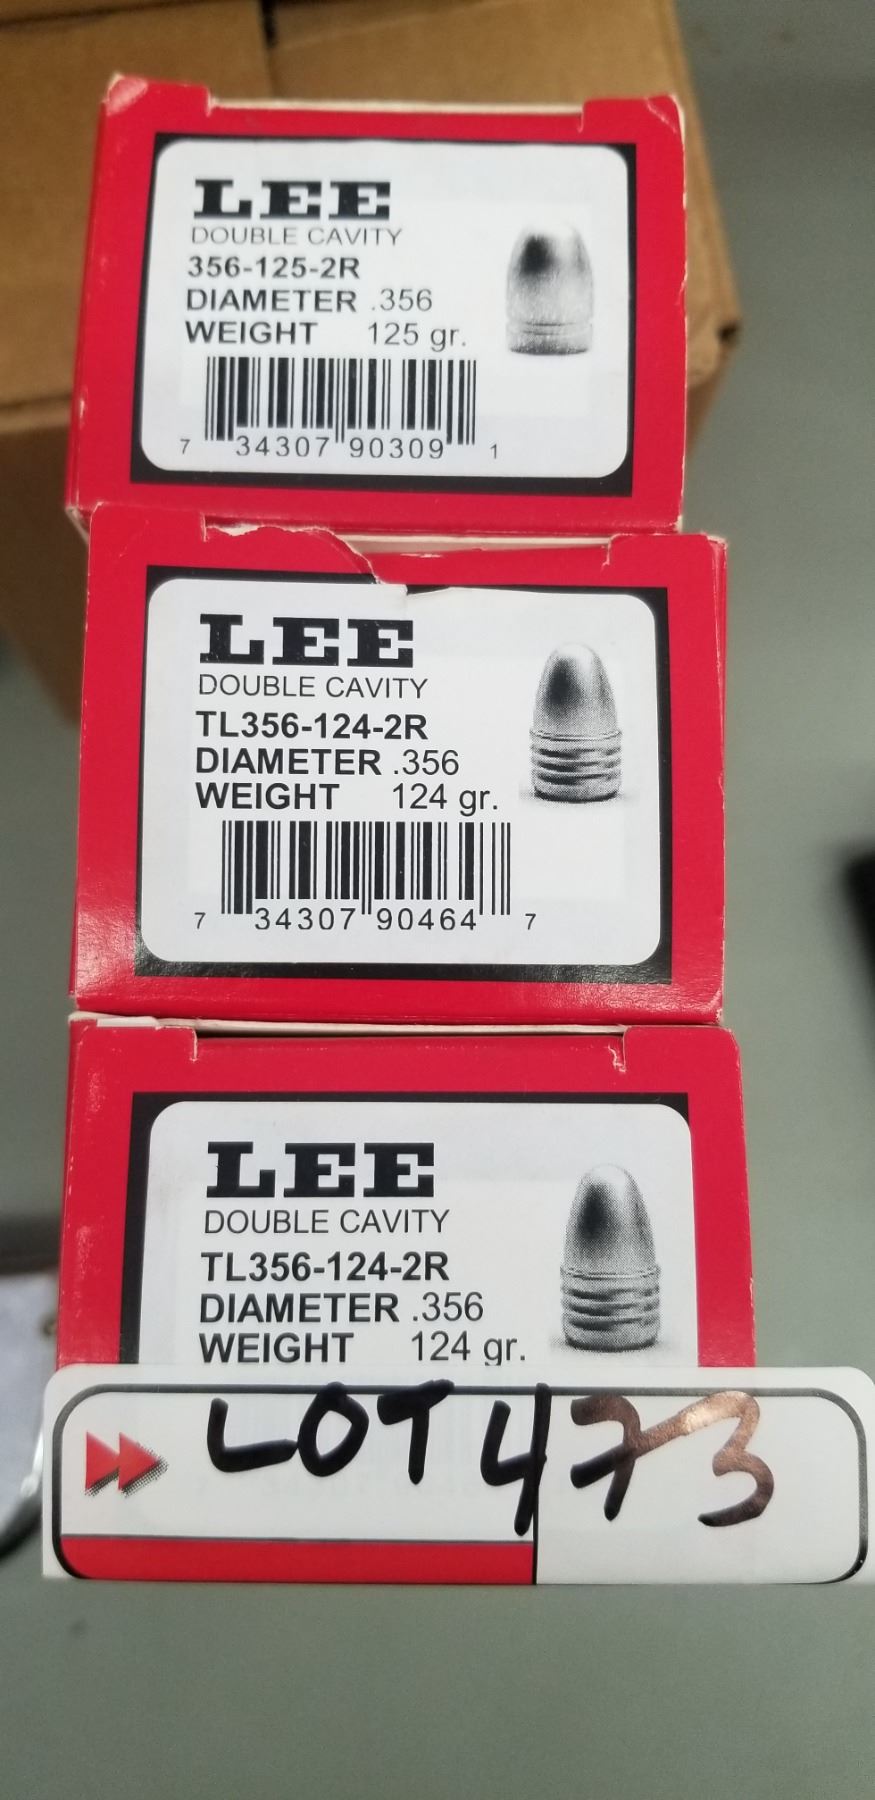 LEE
DOUBLE CAVITY
356-125-2R
DIAMETER .356
WEIGHT 125 gr.
7 34307 90309 1
LEE
DOUBLE CAVITY
TL356-124-2R
DIAMETER .356
WEIGHT 124 gr.
7 34307 90464 7
LEE
DOUBLE CAVITY
TL356-124-2R
DIAMETER .356
WEIGHT 124 gr.
LOT 473